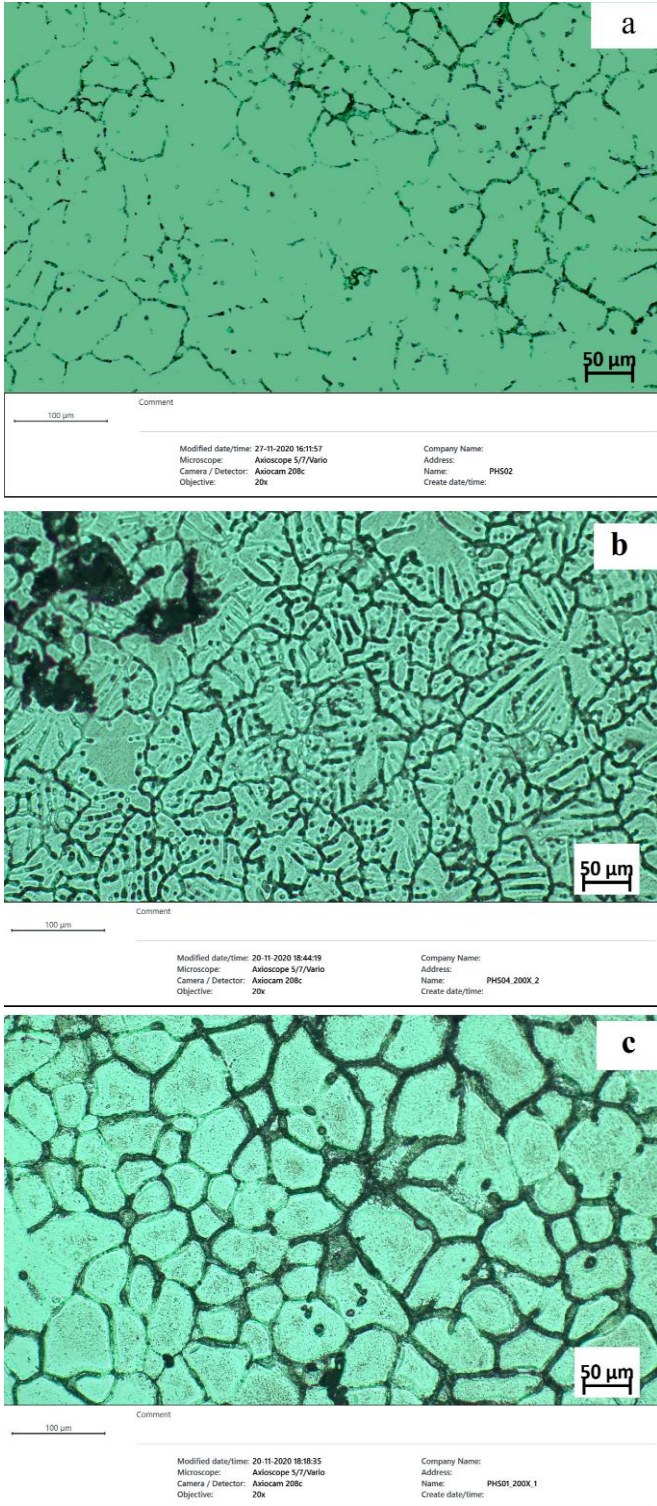 a
50 μm
Comment
100 μm
Modified date/time: 27-11-2020 16:11:57
Microscope: Axioscope 5/7/Vario
Camera / Detector: Axiocam 208c
Objective: 20x
Company Name:
Address:
Name: PHS02
Create date/time:
b
50 μm
Comment
100 μm
Modified date/time: 20-11-2020 18:44:19
Microscope: Axioscope 5/7/Vario
Camera / Detector: Axiocam 208c
Objective: 20x
Company Name:
Address:
Name: PHS04_200X_2
Create date/time:
c
50 μm
Comment
100 μm
Modified date/time: 20-11-2020 18:18:35
Microscope: Axioscope 5/7/Vario
Camera / Detector: Axiocam 208c
Objective: 20x
Company Name:
Address:
Name: PHS01_200X_1
Create date/time: